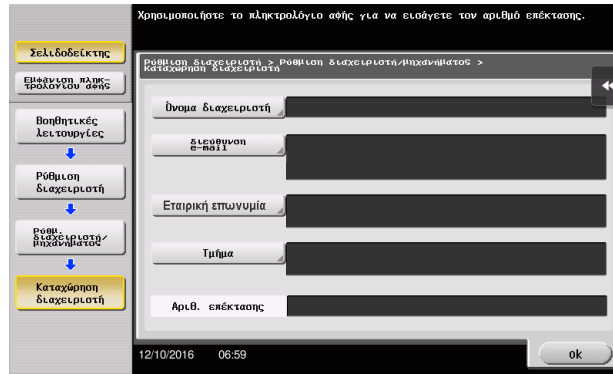 Χρησιμοποιήστε το πληκτρολόγιο αφής για να εισάγετε τον αριθμό επέκτασης.
Σελιδοδείκτης
Εμφάνιση πληκ-
τρολογίου αφής
Βοηθητικές
λειτουργίες
Ρύθμιση
διαχειριστή
Ρύθμ.
διαχειριστή/
μηχανήματος
Καταχώρηση
διαχειριστή
Ρύθμιση διαχειριστή > Ρύθμιση διαχειριστή/μηχανήματος >
Καταχώρηση διαχειριστή
Όνομα διαχειριστή
διεύθυνση
e-mail
Εταιρική επωνυμία
Τμήμα
Αριθ. επέκτασης
12/10/2016 06:59
ok